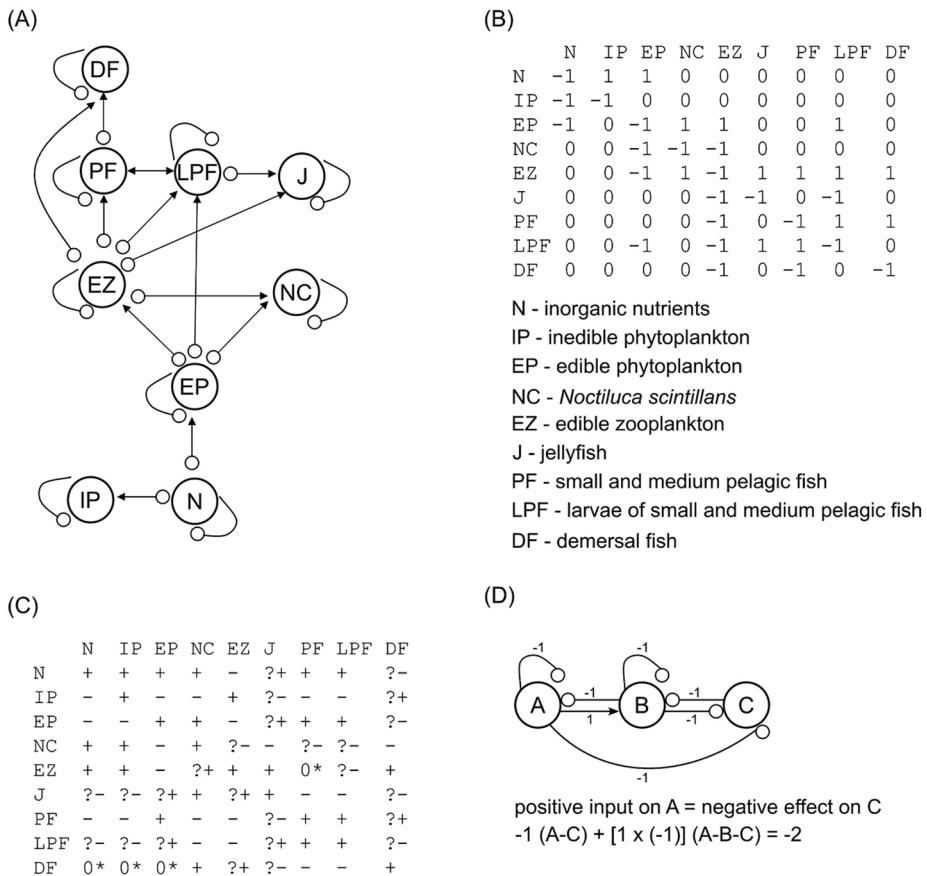 (A)
DF
PF
LPF
J
EZ
NC
EP
IP
N
(B)
N IP EP NC EZ J PF LPF DF
N -1 1 1 0 0 0 0 0 0
IP -1 -1 0 0 0 0 0 0 0
EP -1 0 -1 1 1 0 0 1 0
NC 0 0 -1 -1 -1 0 0 0 0
EZ 0 0 -1 1 -1 1 1 1 1
J 0 0 0 0 -1 -1 0 -1 0
PF 0 0 0 0 -1 0 -1 1 1
LPF 0 0 -1 0 -1 1 1 -1 0
DF 0 0 0 0 -1 0 -1 0 -1
N - inorganic nutrients
IP - inedible phytoplankton
EP - edible phytoplankton
NC - Noctiluca scintillans
EZ - edible zooplankton
J - jellyfish
PF - small and medium pelagic fish
LPF - larvae of small and medium pelagic fish
DF - demersal fish
(C)
N IP EP NC EZ J PF LPF DF
N + + + + - ?+ + + ?-
IP - + - - + ?- - - ?+
EP - - + + - ?+ + + ?-
NC + + - + ?- - ?- ?- -
EZ + + - ?+ + + 0* ?- +
J ?- ?- ?+ + ?+ + - - ?-
PF - - + + - ?- + + ?+
LPF ?- ?- ?+ + - ?+ + + ?-
DF 0* 0* 0* + ?+ ?- - - +
(D)
-1 -1
A -1 B -1 C
1 -1
-1
positive input on A = negative effect on C
-1 (A-C) + [1 x (-1)] (A-B-C) = -2